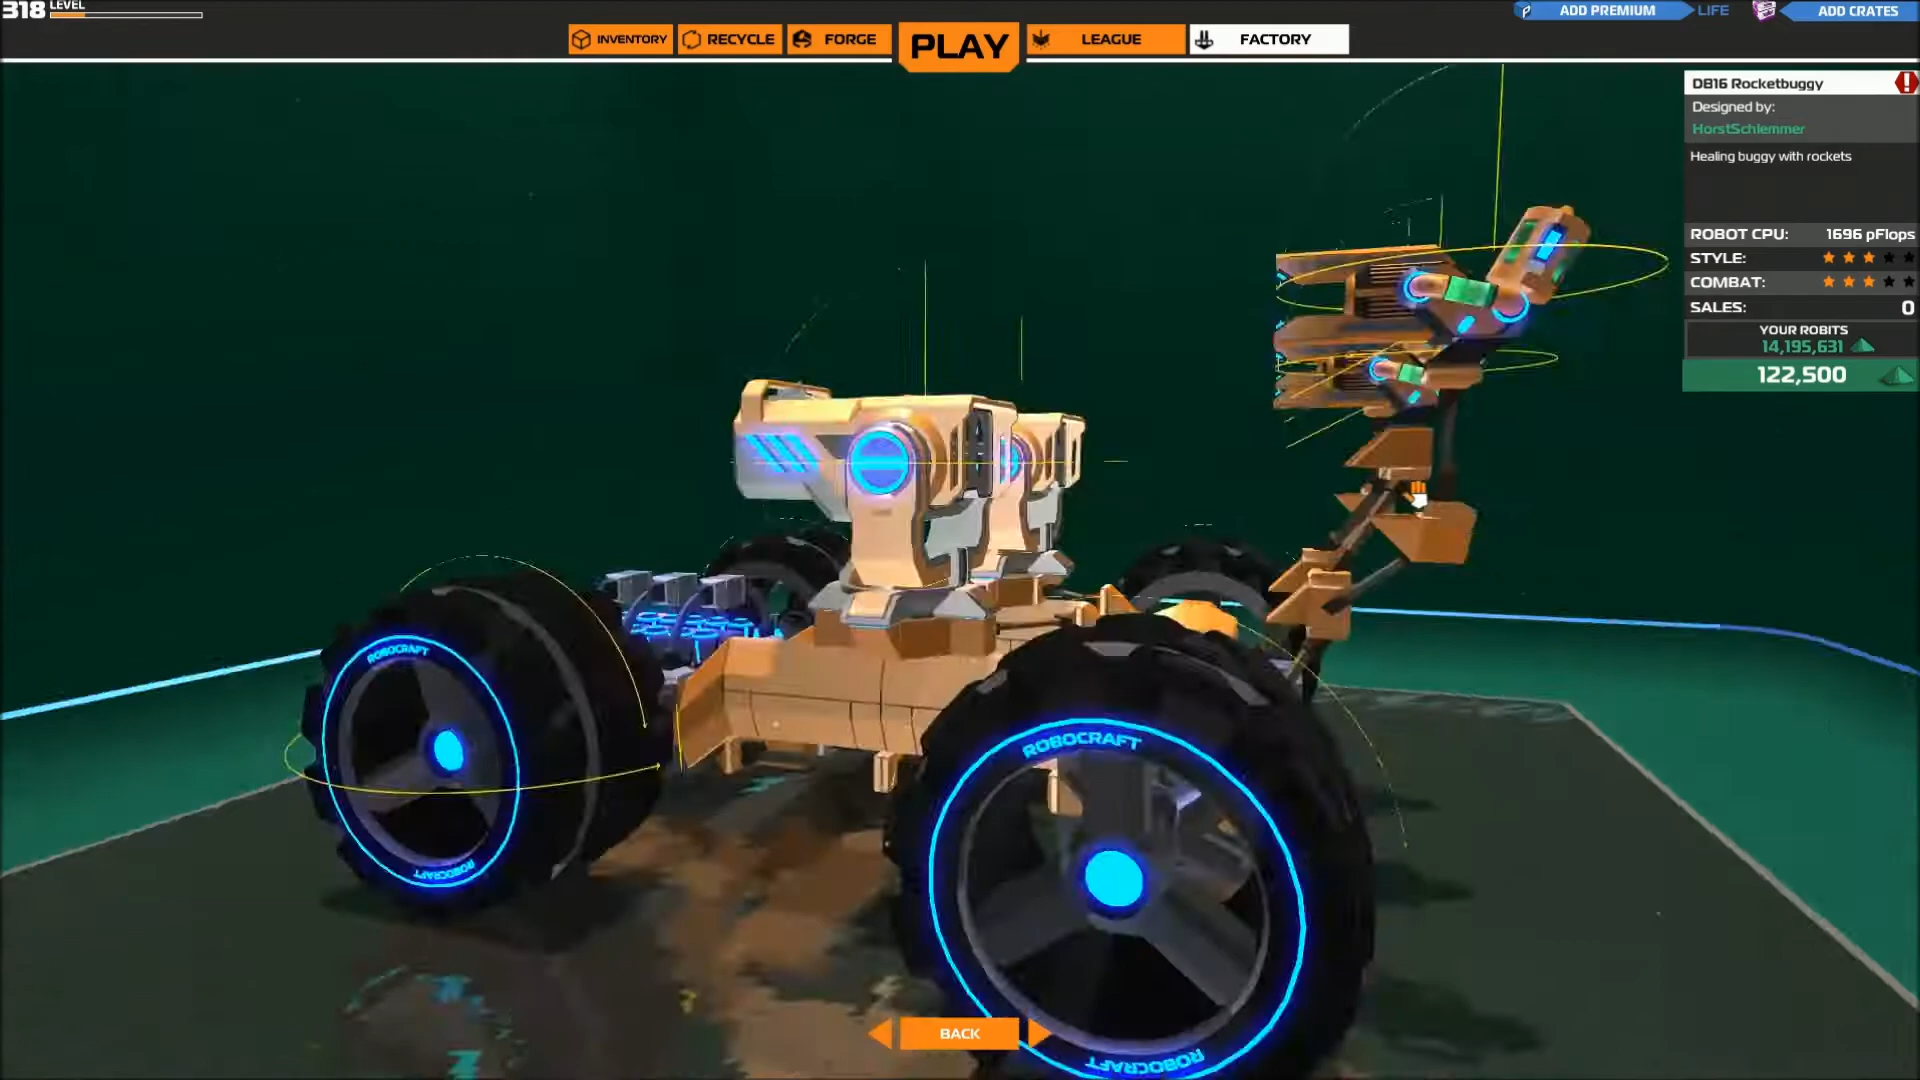 318 LEVEL
ADD PREMIUM
LIFE
ADD CRATES
INVENTORY
RECYCLE
FORGE
PLAY
LEAGUE
FACTORY
DB16 Rocketbuggy
Designed by:
HorstSchlemmer
Healing buggy with rockets
ROBOT CPU: 1696 pFlops
STYLE:
COMBAT:
SALES: 0
YOUR ROBITS
14,195,631
122,500
ROBOCRAFT
ROBOCRAFT
ROBOCRAFT
ROBOCRAFT
BACK